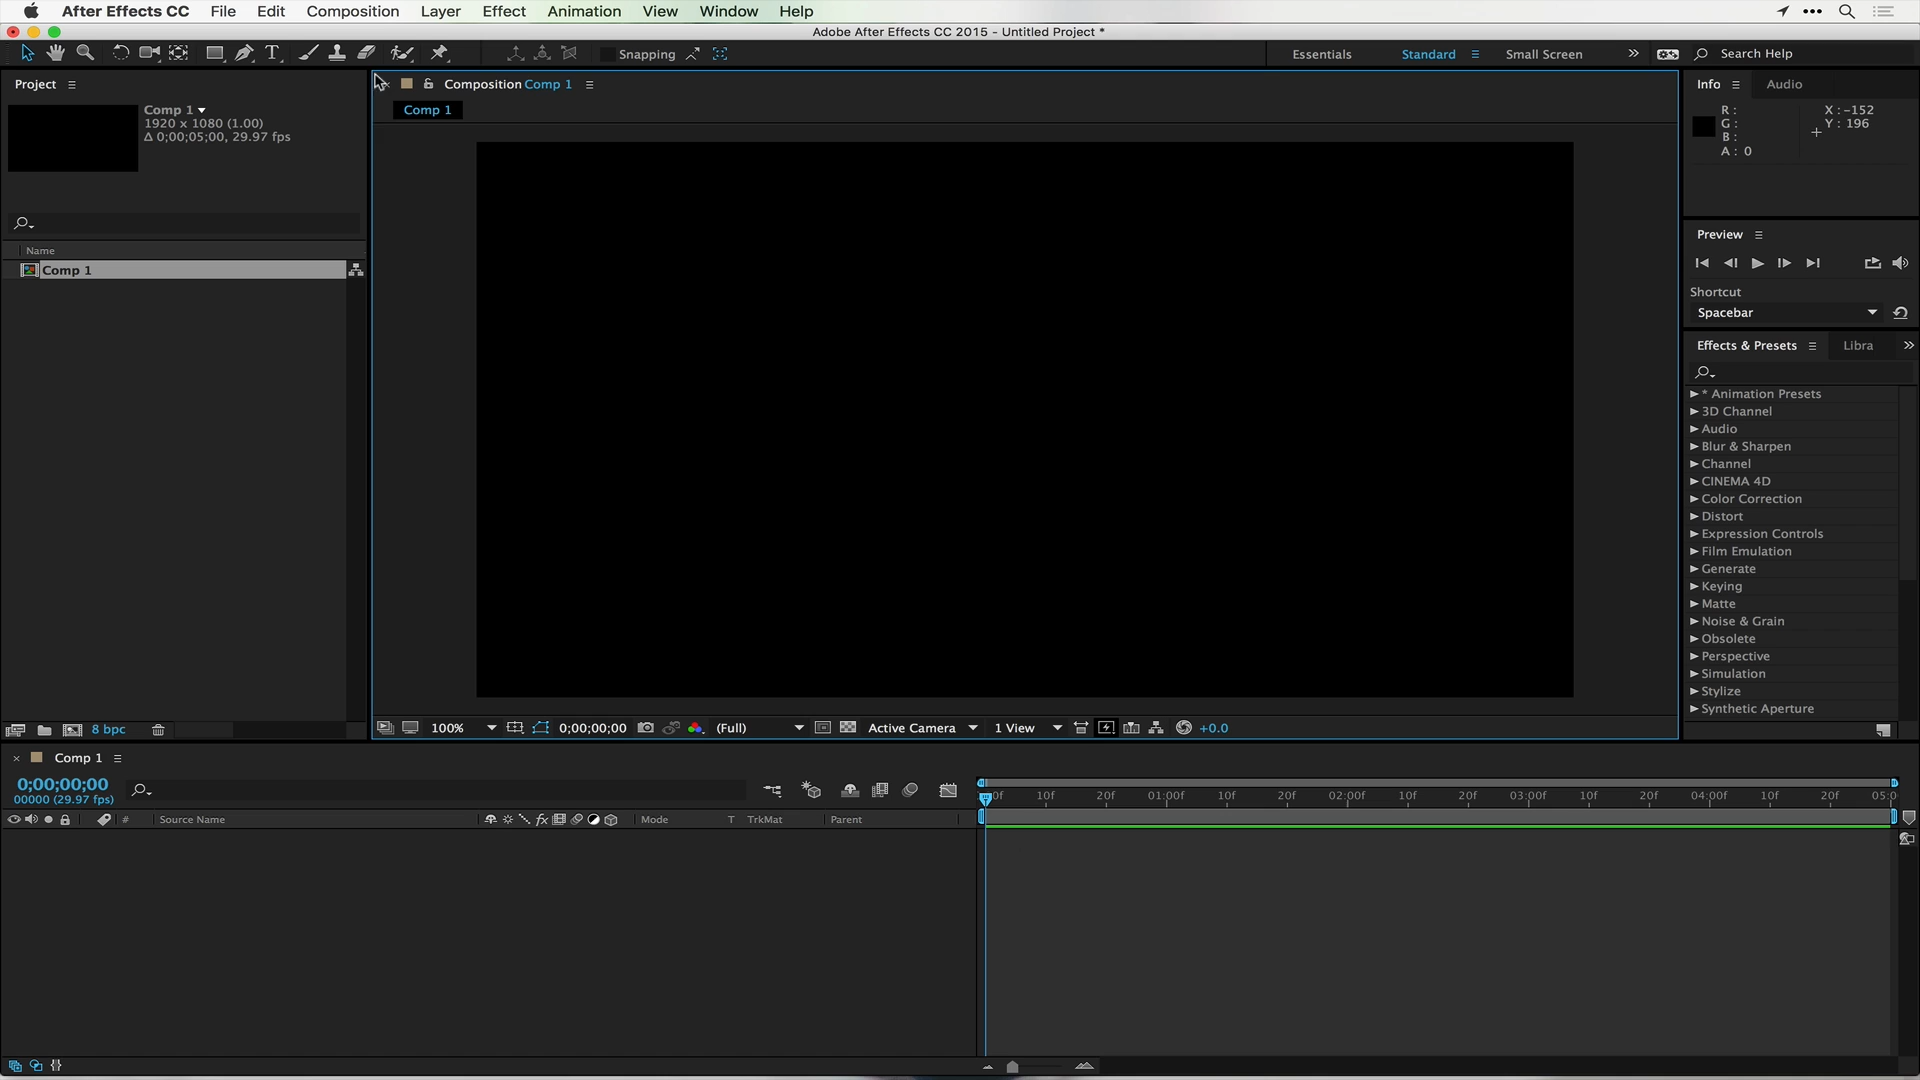 After Effects CC File Edit Composition Layer Effect Animation View Window Help
Adobe After Effects CC 2015 - Untitled Project *
Snapping
Essentials Standard Small Screen
Search Help
Project
Comp 1
1920 x 1080 (1.00)
Δ 0;00;05;00, 29.97 fps
Name
Comp 1
8 bpc
Composition Comp 1
Comp 1
100%
0;00;00;00
(Full)
Active Camera
1 View
+0.0
Info Audio
R :
G :
B :
A : 0
X : -152
Y : 196
Preview
Shortcut
Spacebar
Effects & Presets Libra
* Animation Presets
3D Channel
Audio
Blur & Sharpen
Channel
CINEMA 4D
Color Correction
Distort
Expression Controls
Film Emulation
Generate
Keying
Matte
Noise & Grain
Obsolete
Perspective
Simulation
Stylize
Synthetic Aperture
Comp 1
0;00;00;00
00000 (29.97 fps)
# Source Name
Mode T TrkMat Parent
0f 10f 20f 01:00f 10f 20f 02:00f 10f 20f 03:00f 10f 20f 04:00f 10f 20f 05:0